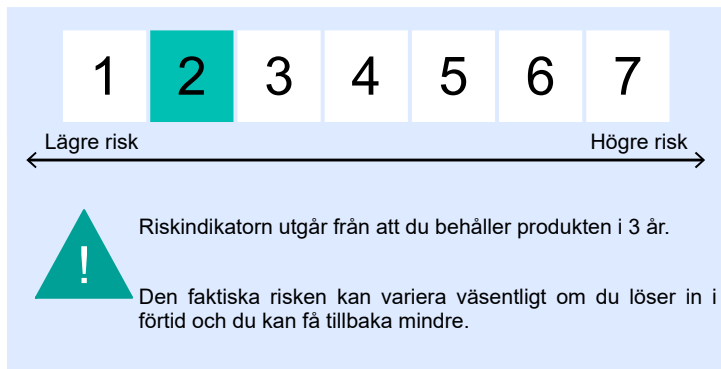 1 2 3 4 5 6 7
Lägre risk Högre risk
!
Riskindikatorn utgår från att du behåller produkten i 3 år.
Den faktiska risken kan variera väsentligt om du löser in i
förtid och du kan få tillbaka mindre.